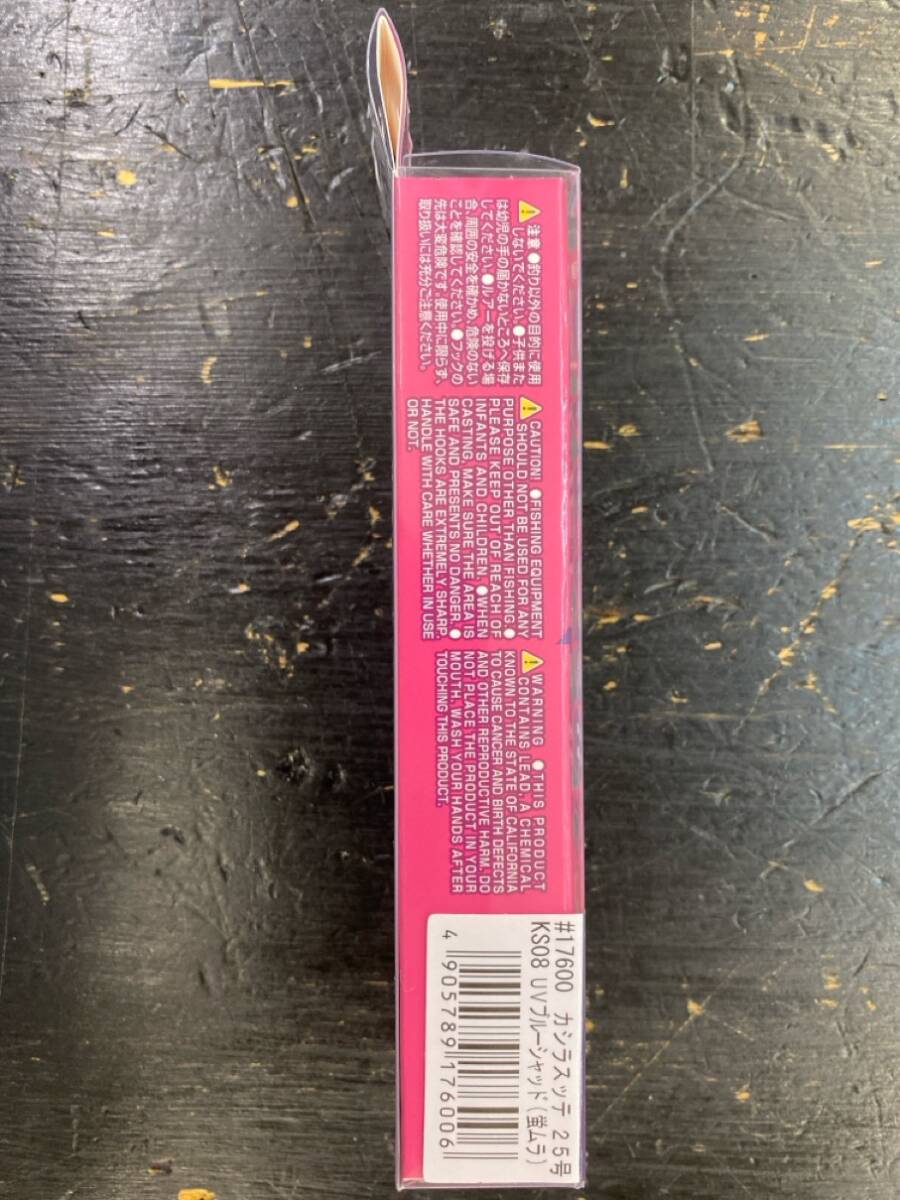 ⚠注意 ●釣り以外の目的に使用
しないでください。●子供また
は幼児の手の届かないところへ保存
してください。●ルアーを投げる場
合、周囲の安全を確かめ、危険のない
ことを確認してください。●フックの
先は大変危険です。使用中に限らず、
取り扱いには充分ご注意ください。
⚠CAUTION! ●FISHING EQUIPMENT
SHOULD NOT BE USED FOR ANY
PURPOSE OTHER THAN FISHING.●
PLEASE KEEP OUT OF REACH OF
INFANTS AND CHILDREN. ●WHEN
CASTING, MAKE SURE THE AREA IS
SAFE AND PRESENTS NO DANGER. ●
THE HOOKS ARE EXTREMELY SHARP.
HANDLE WITH CARE WHETHER IN USE
OR NOT.
⚠WARNING ●THIS PRODUCT
CONTAINS LEAD, A CHEMICAL
KNOWN TO THE STATE OF CALIFORNIA
TO CAUSE CANCER AND BIRTH DEFECTS
AND OTHER REPRODUCTIVE HARM. DO
NOT PLACE THE PRODUCT IN YOUR
MOUTH. WASH YOUR HANDS AFTER
TOUCHING THIS PRODUCT.
#17600 カシラスッテ 25号
KS08 UVブルーシャッド(蛍ムラ)
4 905789 176006